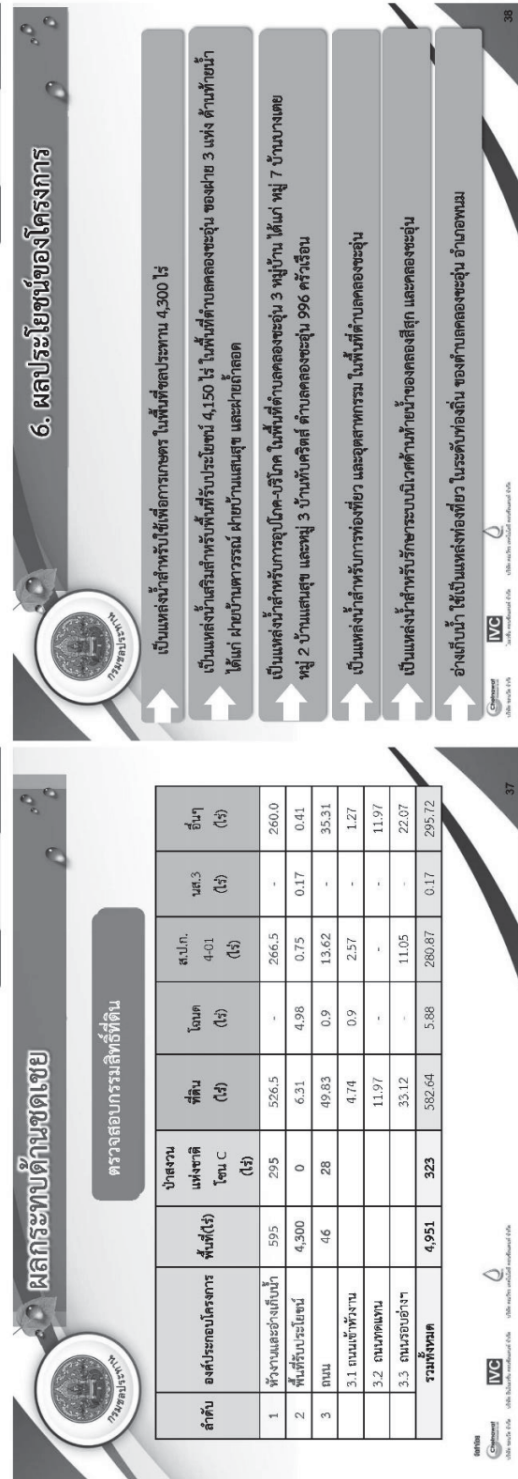 ผลกระทบด้านชดเชย
กรมชลประทาน
ตรวจสอบกรรมสิทธิ์ที่ดิน
ลำดับ องค์ประกอบโครงการ พื้นที่(ไร่) ป่าสงวนแห่งชาติ โซน C (ไร่) ที่ดิน (ไร่) โฉนด (ไร่) ส.ป.ก. 4-01 (ไร่) นส.3 (ไร่) อื่นๆ (ไร่)
1 หัวงานและอ่างเก็บน้ำ 595 295 526.5 - 266.5 - 260.0
2 พื้นที่รับประโยชน์ 4,300 0 6.31 4.98 0.75 0.17 0.41
3 ถนน 46 28 49.83 0.9 13.62 - 35.31
3.1 ถนนเข้าหัวงาน 4.74 0.9 2.57 - 1.27
3.2 ถนนทดแทน 11.97 - - - 11.97
3.3 ถนนรอบอ่างฯ 33.12 - 11.05 - 22.07
รวมทั้งหมด 4,951 323 582.64 5.88 280.87 0.17 295.72
IVC
37
6. ผลประโยชน์ของโครงการ
กรมชลประทาน
เป็นแหล่งน้ำสำหรับใช้เพื่อการเกษตร ในพื้นที่ชลประทาน 4,300 ไร่
เป็นแหล่งน้ำเสริมสำหรับพื้นที่รับประโยชน์ 4,150 ไร่ ในพื้นที่ตำบลคลองชะอุ่น ของฝาย 3 แห่ง ด้านท้ายน้ำ
ได้แก่ ฝายบ้านตาวรรณ์ ฝายบ้านแสนสุข และฝายถ้ำลอด
เป็นแหล่งน้ำสำหรับการอุปโภค-บริโภค ในพื้นที่ตำบลคลองชะอุ่น 3 หมู่บ้าน ได้แก่ หมู่ 7 บ้านบางเตย
หมู่ 2 บ้านแสนสุข และหมู่ 3 บ้านทับคริสต์ ตำบลคลองชะอุ่น 996 ครัวเรือน
เป็นแหล่งน้ำสำหรับการท่องเที่ยว และอุตสาหกรรม ในพื้นที่ตำบลคลองชะอุ่น
เป็นแหล่งน้ำสำหรับรักษาระบบนิเวศด้านท้ายน้ำของคลองสีสุก และคลองชะอุ่น
อ่างเก็บน้ำ ใช้เป็นแหล่งท่องเที่ยว ในระดับท่องถิ่น ของตำบลคลองชะอุ่น อำเภอพนม
IVC
38